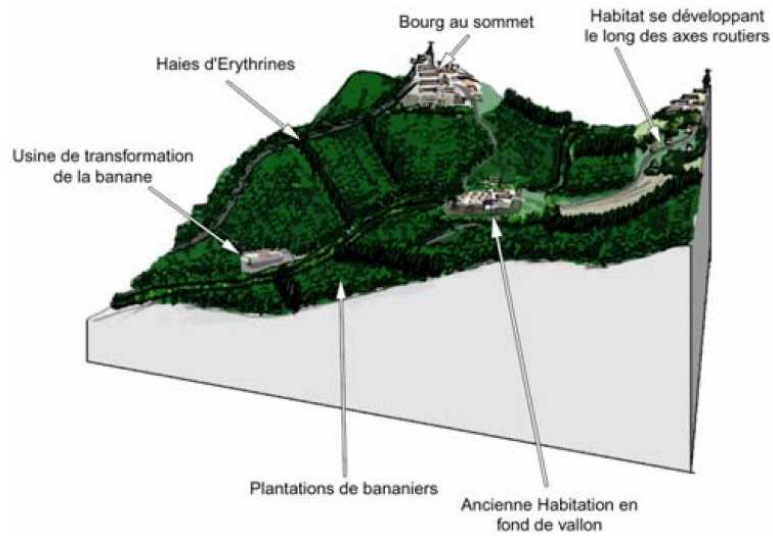 Bourg au sommet
Habitat se développant
le long des axes routiers
Haies d'Erythrines
Usine de transformation
de la banane
Plantations de bananiers
Ancienne Habitation en
fond de vallon